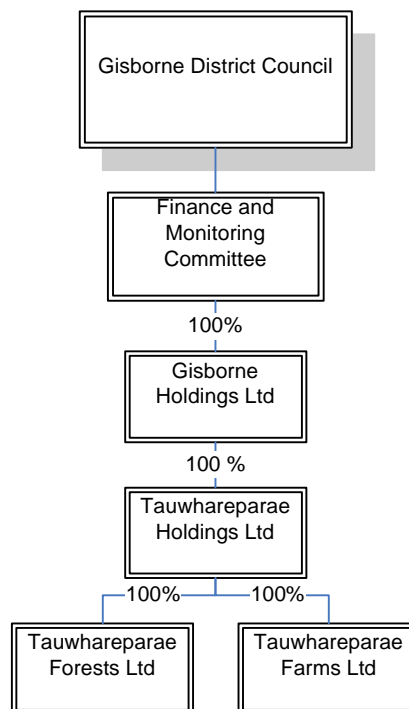 Gisborne District Council
Finance and
Monitoring
Committee
100%
Gisborne
Holdings Ltd
100 %
Tauwhareparae
Holdings Ltd
100%
100%
Tauwhareparae
Forests Ltd
Tauwhareparae
Farms Ltd